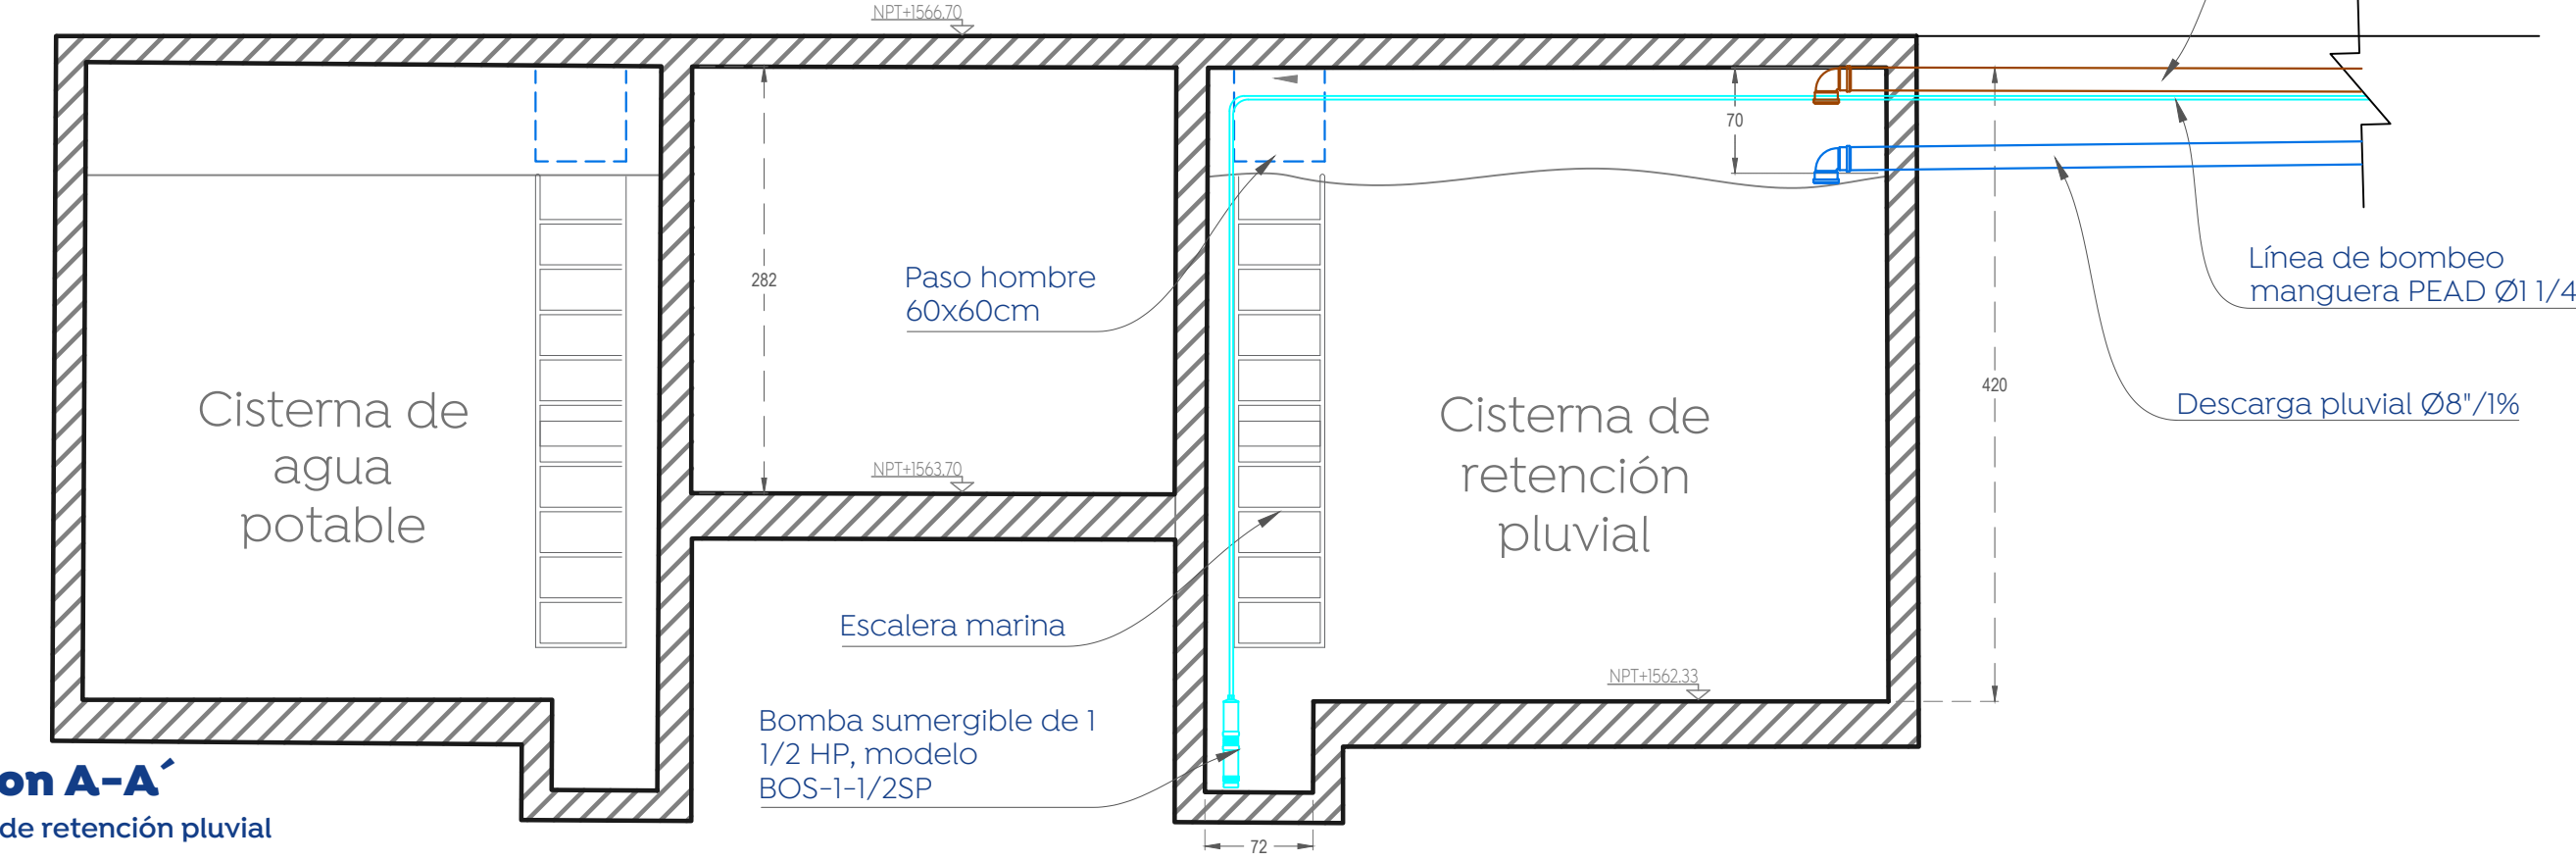 NPT+1566.70
70
282
Paso hombre
60x60cm
Línea de bombeo
manguera PEAD Ø1 1/4
420
Descarga pluvial Ø8"/1%
Cisterna de
agua
potable
Cisterna de
retención
pluvial
NPT+1563.70
Escalera marina
NPT+1562.33
Bomba sumergible de 1
1/2 HP, modelo
BOS-1-1/2SP
on A-A´
de retención pluvial
72